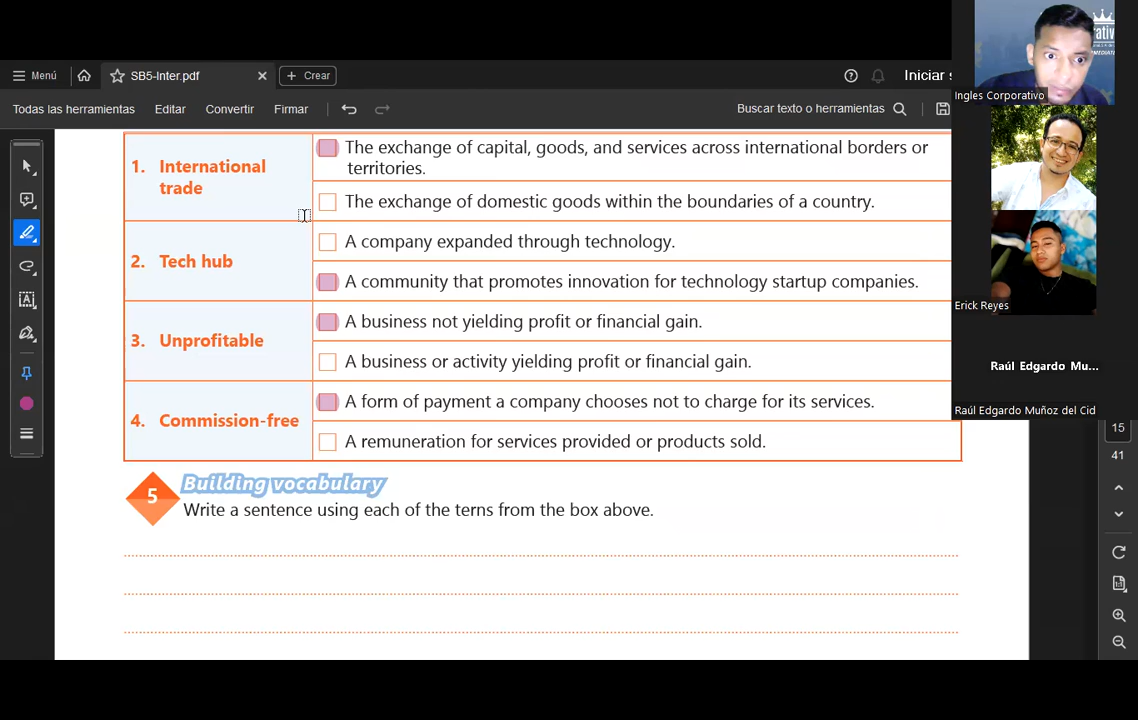 Menú
SB5-Inter.pdf
Crear
Iniciar s
Todas las herramientas
Editar
Convertir
Firmar
Buscar texto o herramientas
1. International trade
The exchange of capital, goods, and services across international borders or
territories.
The exchange of domestic goods within the boundaries of a country.
2. Tech hub
A company expanded through technology.
A community that promotes innovation for technology startup companies.
3. Unprofitable
A business not yielding profit or financial gain.
A business or activity yielding profit or financial gain.
4. Commission-free
A form of payment a company chooses not to charge for its services.
A remuneration for services provided or products sold.
5
Building vocabulary
Write a sentence using each of the terns from the box above.
Ingles Corporativo
Erick Reyes
Raúl Edgardo Mu...
Raúl Edgardo Muñoz del Cid
15
41